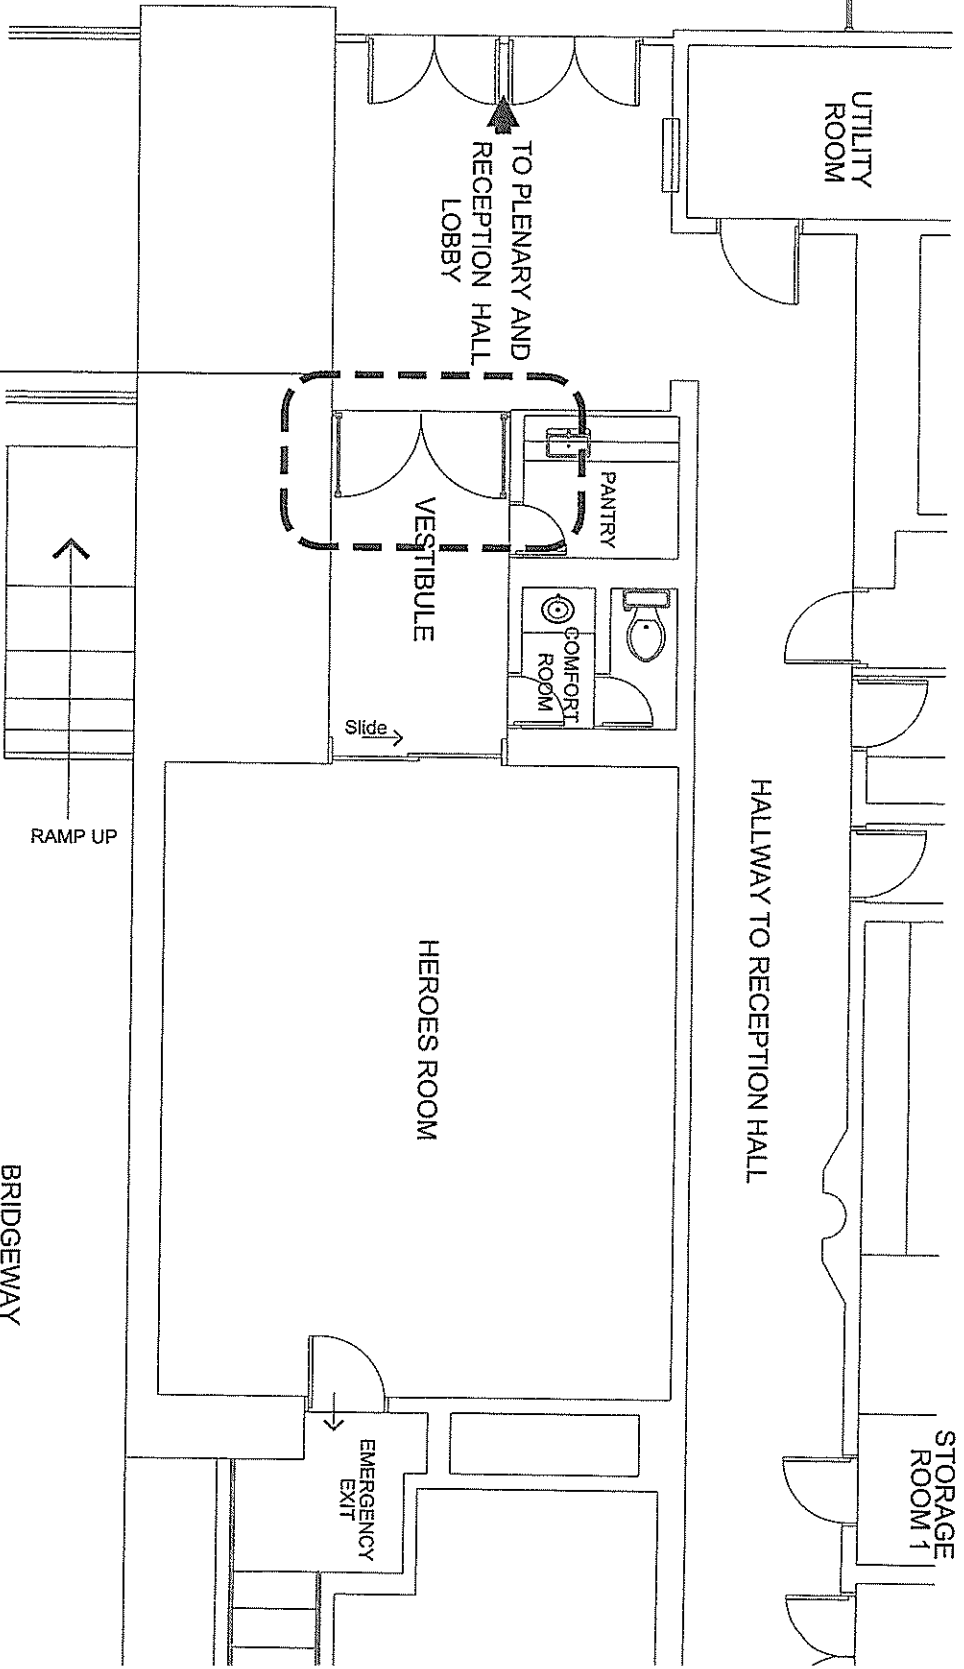 UTILITY
ROOM
TO PLENARY AND
RECEPTION HALL
LOBBY
PANTRY
VESTIBULE
COMFORT
ROOM
Slide
RAMP UP
HALLWAY TO RECEPTION HALL
HEROES ROOM
BRIDGEWAY
EMERGENCY
EXIT
STORAGE
ROOM 1